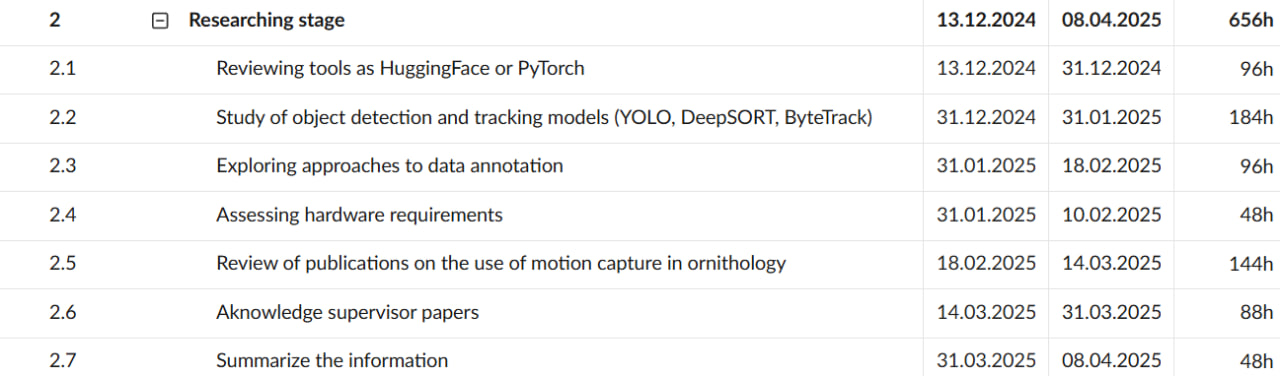 2 Researching stage 13.12.2024 08.04.2025 656h
2.1 Reviewing tools as HuggingFace or PyTorch 13.12.2024 31.12.2024 96h
2.2 Study of object detection and tracking models (YOLO, DeepSORT, ByteTrack) 31.12.2024 31.01.2025 184h
2.3 Exploring approaches to data annotation 31.01.2025 18.02.2025 96h
2.4 Assessing hardware requirements 31.01.2025 10.02.2025 48h
2.5 Review of publications on the use of motion capture in ornithology 18.02.2025 14.03.2025 144h
2.6 Aknowledge supervisor papers 14.03.2025 31.03.2025 88h
2.7 Summarize the information 31.03.2025 08.04.2025 48h